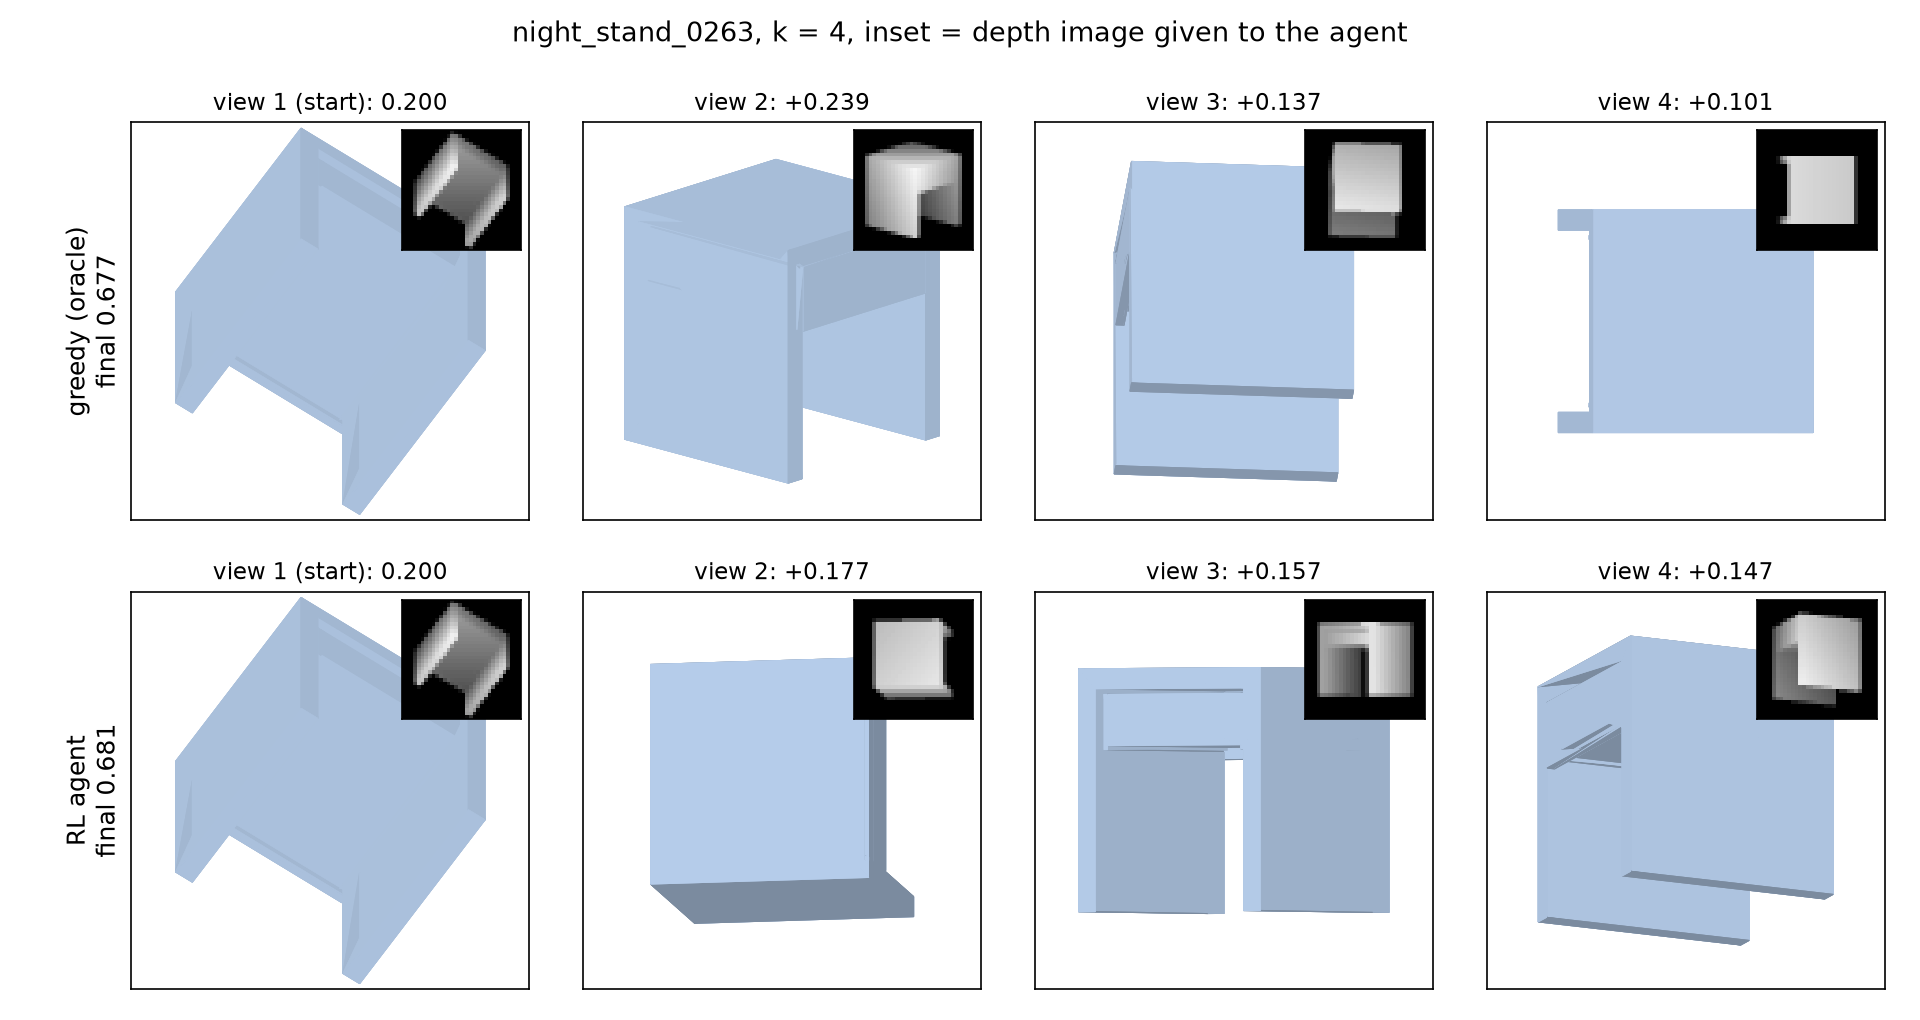 night_stand_0263, k = 4, inset = depth image given to the agent
greedy (oracle)
final 0.677
view 1 (start): 0.200
view 2: +0.239
view 3: +0.137
view 4: +0.101
RL agent
final 0.681
view 1 (start): 0.200
view 2: +0.177
view 3: +0.157
view 4: +0.147